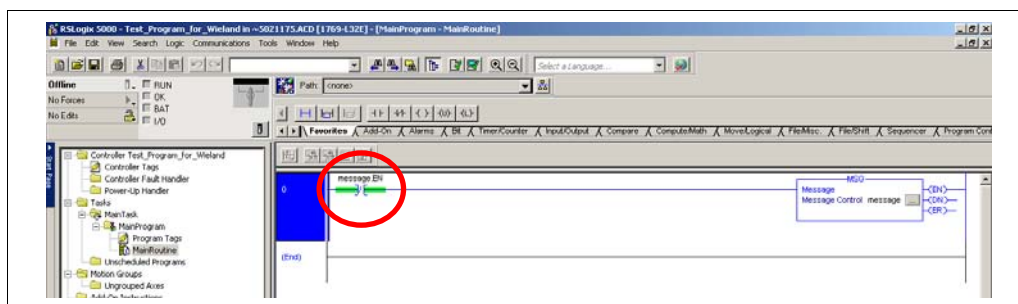 RSLogix 5000 - Test_Program_for_Wieland in ~5021175.ACD [1769-L32E] - [MainProgram - MainRoutine]
File Edit View Search Logic Communications Tools Window Help
Select a Language...
Offline
RUN
Path: <none>
No Forces
OK
No Edits
BAT
I/O
Favorites Add-On Alarms Bit Timer/Counter Input/Output Compare Compute/Math Move/Logical File/Misc. File/Shift Sequencer Program Cont
Start Page
Controller Test_Program_for_Wieland
Controller Tags
Controller Fault Handler
Power-Up Handler
Tasks
MainTask
MainProgram
Program Tags
MainRoutine
Unscheduled Programs
Motion Groups
Ungrouped Axes
Add-On Instructions
0
message.EN
MSG
Message
Message Control message ...
(EN)
(DN)
(ER)
(End)